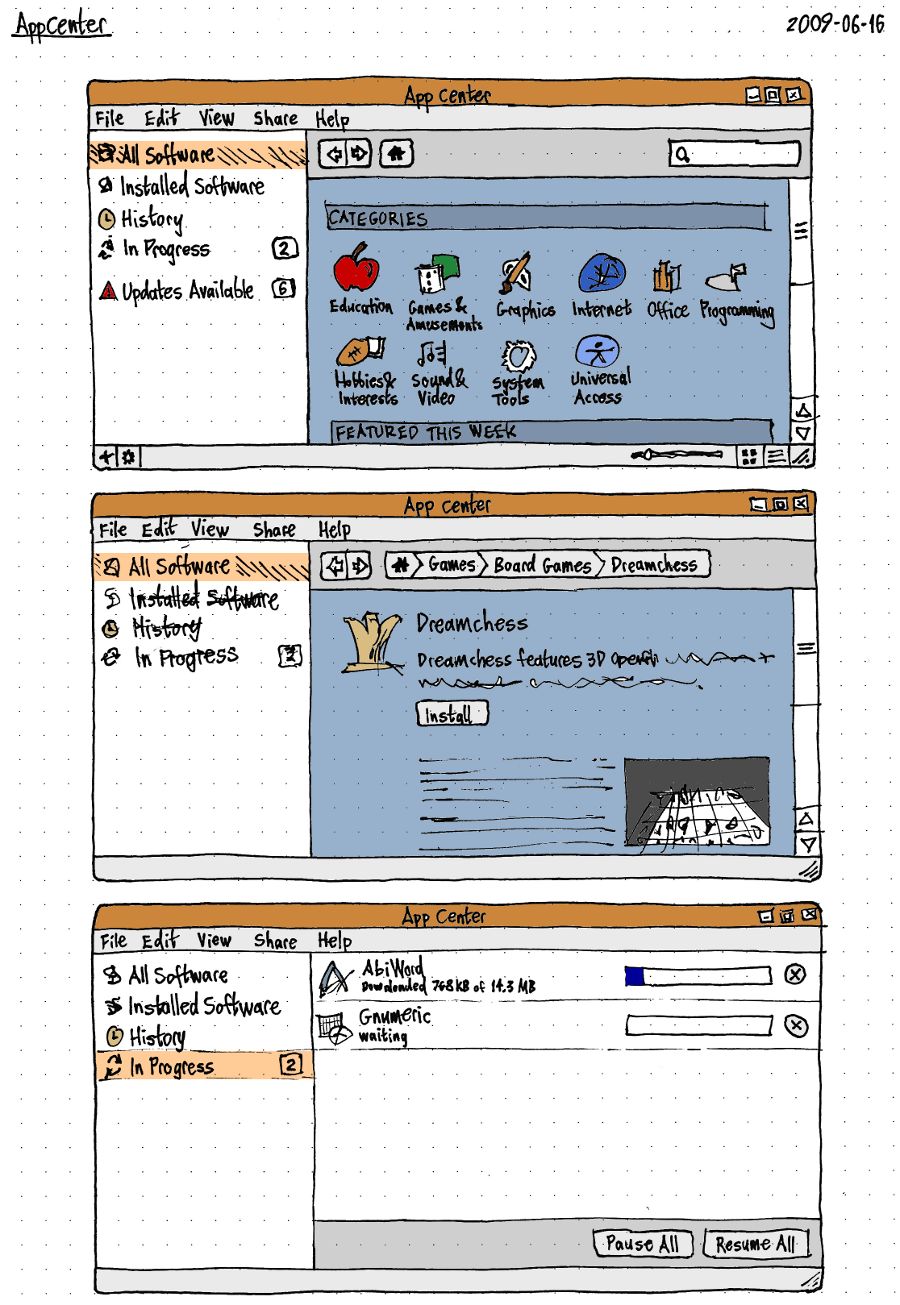 AppCenter
2009-06-16
App Center
File Edit View Share Help
All Software
Installed Software
History
In Progress 2
Updates Available 6
CATEGORIES
Education
Games & Amusements
Graphics
Internet
Office
Programming
Hobbies & Interests
Sound & Video
System Tools
Universal Access
FEATURED THIS WEEK
App Center
File Edit View Share Help
All Software
Installed Software
History
In Progress 2
Games Board Games Dreamchess
Dreamchess
Dreamchess features 3D
Install
App Center
File Edit View Share Help
All Software
Installed Software
History
In Progress 2
AbiWord
Downloaded 768kB of 14.3 MB
Gnumeric
waiting
Pause All
Resume All